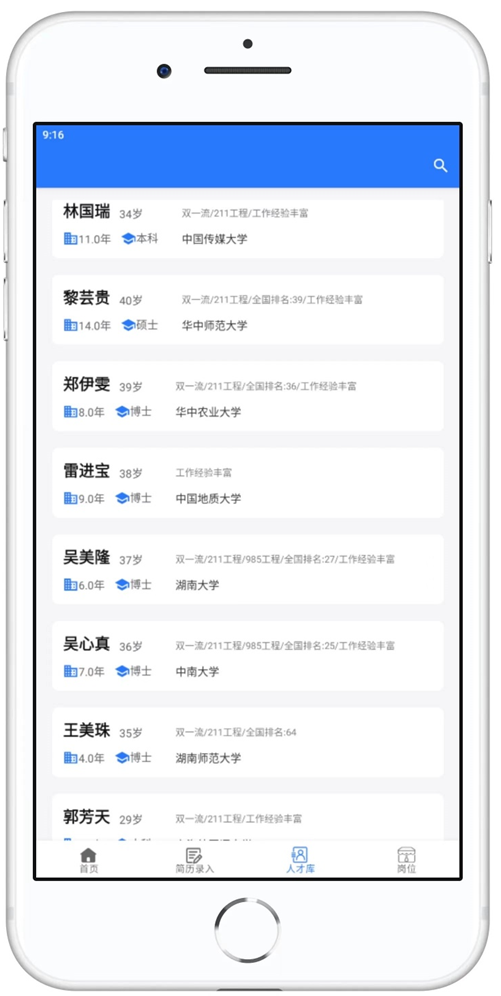 9:16
林国瑞 34岁 双一流/211工程/工作经验丰富
11.0年 本科 中国传媒大学
黎芸贵 40岁 双一流/211工程/全国排名:39/工作经验丰富
14.0年 硕士 华中师范大学
郑伊雯 39岁 双一流/211工程/全国排名:36/工作经验丰富
8.0年 博士 华中农业大学
雷进宝 38岁 工作经验丰富
9.0年 博士 中国地质大学
吴美隆 37岁 双一流/211工程/985工程/全国排名:27/工作经验丰富
6.0年 博士 湖南大学
吴心真 36岁 双一流/211工程/985工程/全国排名:25/工作经验丰富
7.0年 博士 中南大学
王美珠 35岁 双一流/211工程/全国排名:64
4.0年 博士 湖南师范大学
郭芳天 29岁 双一流/211工程/工作经验丰富
首页 简历录入 人才库 岗位